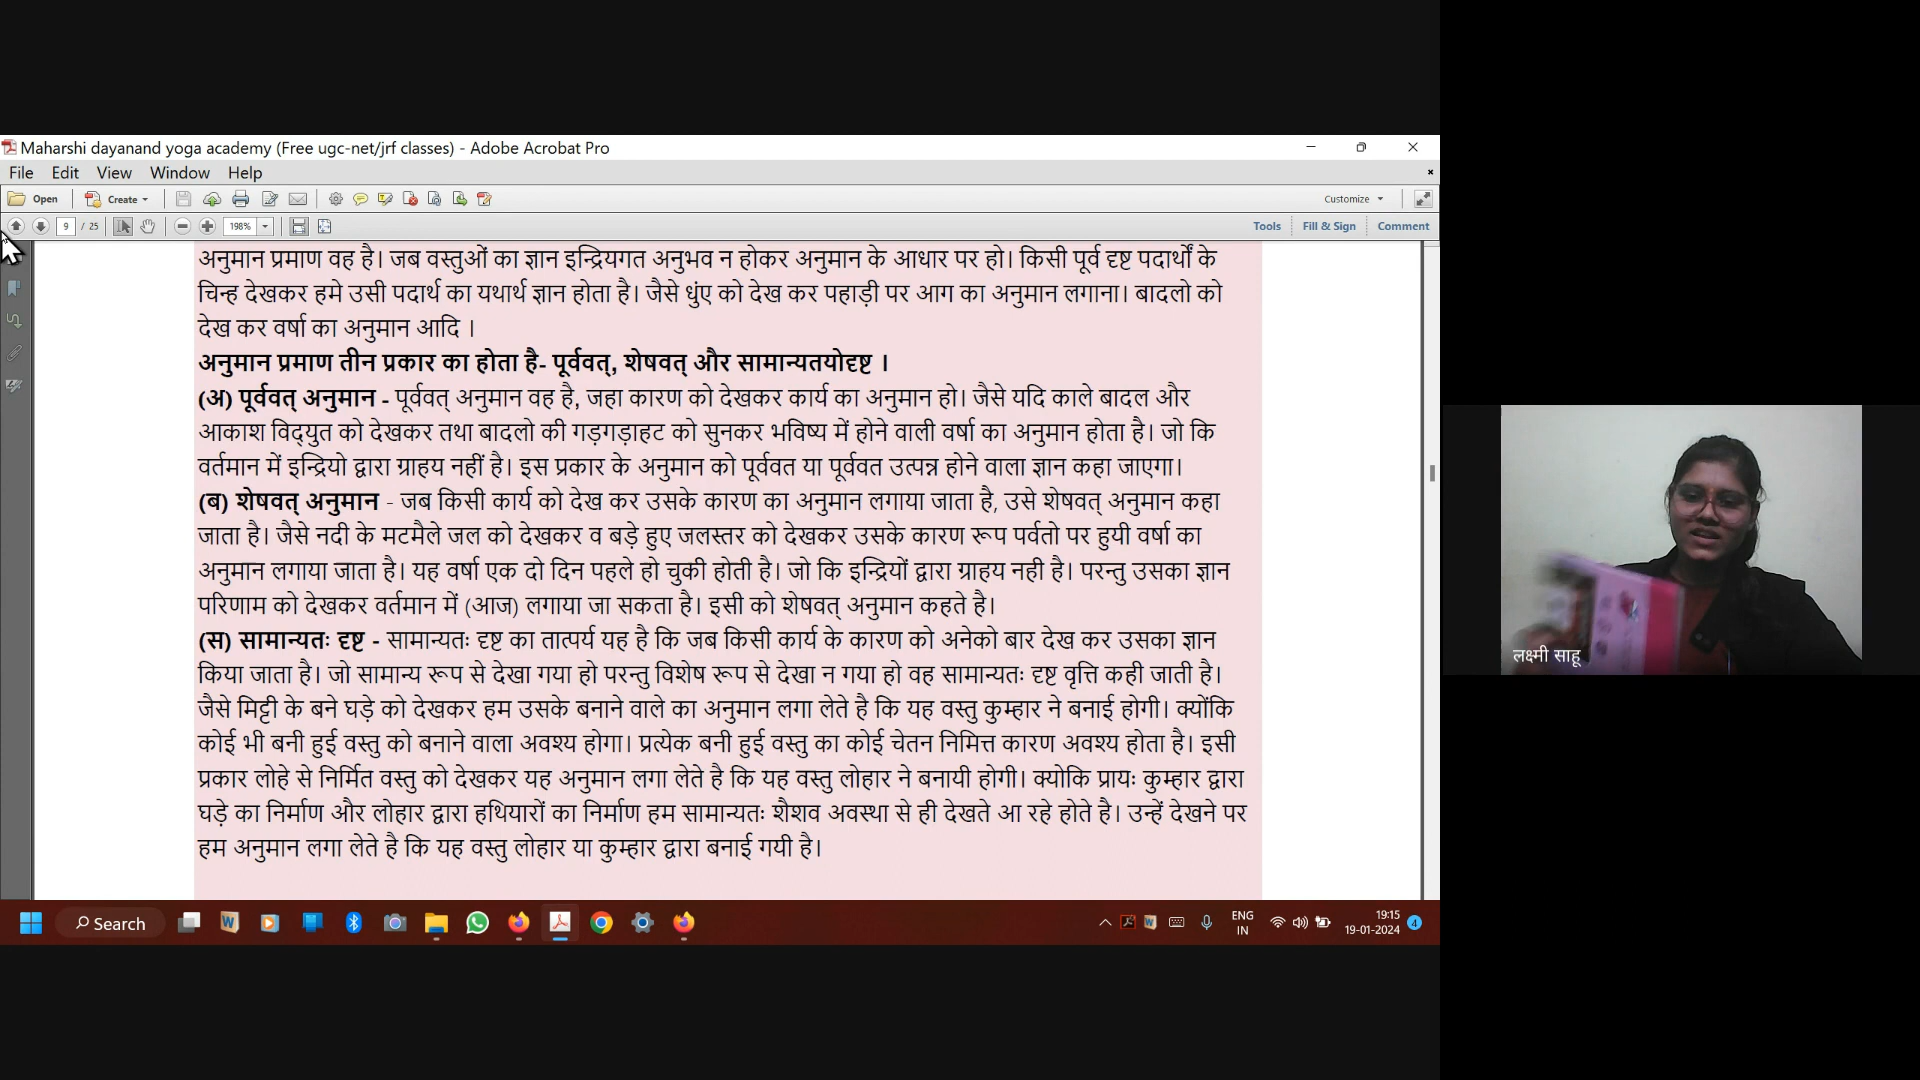 Maharshi dayanand yoga academy (Free ugc-net/jrf classes) - Adobe Acrobat Pro
File Edit View Window Help
Open Create Customize
9 / 25 198% Tools Fill & Sign Comment
अनुमान प्रमाण वह है। जब वस्तुओं का ज्ञान इन्द्रियगत अनुभव न होकर अनुमान के आधार पर हो। किसी पूर्व दृष्ट पदार्थों के
चिन्ह देखकर हमे उसी पदार्थ का यथार्थ ज्ञान होता है। जैसे धुंए को देख कर पहाड़ी पर आग का अनुमान लगाना। बादलो को
देख कर वर्षा का अनुमान आदि ।
अनुमान प्रमाण तीन प्रकार का होता है- पूर्ववत्, शेषवत् और सामान्यतयोदृष्ट ।
(अ) पूर्ववत् अनुमान - पूर्ववत् अनुमान वह है, जहा कारण को देखकर कार्य का अनुमान हो। जैसे यदि काले बादल और
आकाश विद्युत को देखकर तथा बादलो की गड़गड़ाहट को सुनकर भविष्य में होने वाली वर्षा का अनुमान होता है। जो कि
वर्तमान में इन्द्रियो द्वारा ग्राहय नहीं है। इस प्रकार के अनुमान को पूर्ववत या पूर्ववत उत्पन्न होने वाला ज्ञान कहा जाएगा।
(ब) शेषवत् अनुमान - जब किसी कार्य को देख कर उसके कारण का अनुमान लगाया जाता है, उसे शेषवत् अनुमान कहा
जाता है। जैसे नदी के मटमैले जल को देखकर व बड़े हुए जलस्तर को देखकर उसके कारण रूप पर्वतो पर हुयी वर्षा का
अनुमान लगाया जाता है। यह वर्षा एक दो दिन पहले हो चुकी होती है। जो कि इन्द्रियों द्वारा ग्राहय नही है। परन्तु उसका ज्ञान
परिणाम को देखकर वर्तमान में (आज) लगाया जा सकता है। इसी को शेषवत् अनुमान कहते है।
(स) सामान्यतः दृष्ट - सामान्यतः दृष्ट का तात्पर्य यह है कि जब किसी कार्य के कारण को अनेको बार देख कर उसका ज्ञान
किया जाता है। जो सामान्य रूप से देखा गया हो परन्तु विशेष रूप से देखा न गया हो वह सामान्यतः दृष्ट वृत्ति कही जाती है।
जैसे मिट्टी के बने घड़े को देखकर हम उसके बनाने वाले का अनुमान लगा लेते है कि यह वस्तु कुम्हार ने बनाई होगी। क्योंकि
कोई भी बनी हुई वस्तु को बनाने वाला अवश्य होगा। प्रत्येक बनी हुई वस्तु का कोई चेतन निमित्त कारण अवश्य होता है। इसी
प्रकार लोहे से निर्मित वस्तु को देखकर यह अनुमान लगा लेते है कि यह वस्तु लोहार ने बनायी होगी। क्योकि प्रायः कुम्हार द्वारा
घड़े का निर्माण और लोहार द्वारा हथियारों का निर्माण हम सामान्यतः शैशव अवस्था से ही देखते आ रहे होते है। उन्हें देखने पर
हम अनुमान लगा लेते है कि यह वस्तु लोहार या कुम्हार द्वारा बनाई गयी है।
लक्ष्मी साहू
Search ENG 19:15
IN 19-01-2024 4